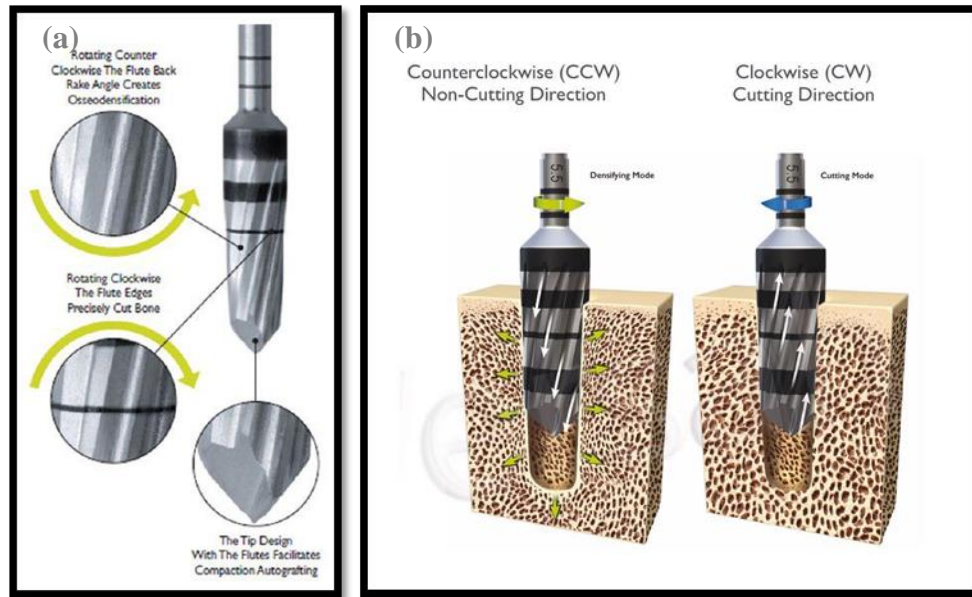 (a)
Rotating Counter
Clockwise The Flute Back
Rake Angle Creates
Osseodensification
Rotating Clockwise
The Flute Edges
Precisely Cut Bone
The Tip Design
With The Flutes Facilitates
Compaction Autografting
(b)
Counterclockwise (CCW)
Non-Cutting Direction
Clockwise (CW)
Cutting Direction
5.5
Densifying Mode
5.5
Cutting Mode